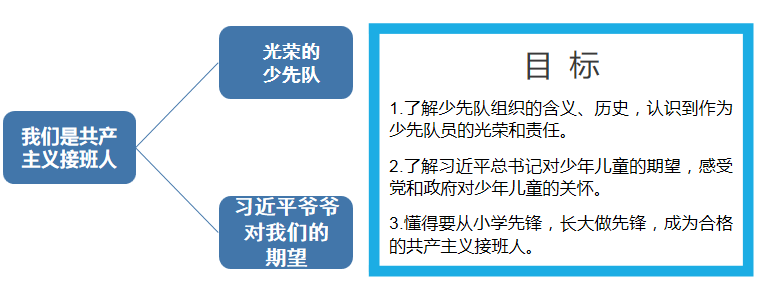 光荣的
少先队
我们是共产
主义接班人
习近平爷爷
对我们的
期望
目 标
1.了解少先队组织的含义、历史，认识到作为
少先队员的光荣和责任。
2.了解习近平总书记对少年儿童的期望，感受
党和政府对少年儿童的关怀。
3.懂得要从小学先锋，长大做先锋，成为合格
的共产主义接班人。